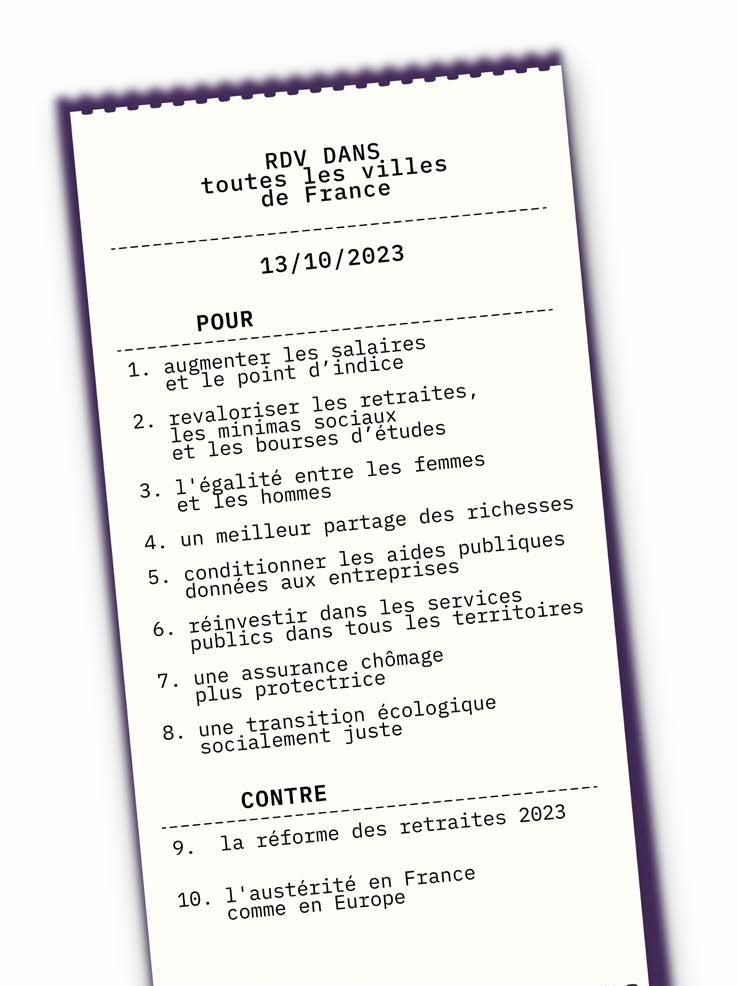 RDV DANS
toutes les villes
de France
13/10/2023
POUR
1. augmenter les salaires
et le point d’indice
2. revaloriser les retraites,
les minimas sociaux
et les bourses d’études
3. l'égalité entre les femmes
et les hommes
4. un meilleur partage des richesses
5. conditionner les aides publiques
données aux entreprises
6. réinvestir dans les services
publics dans tous les territoires
7. une assurance chômage
plus protectrice
8. une transition écologique
socialement juste
CONTRE
9. la réforme des retraites 2023
10. l'austérité en France
comme en Europe